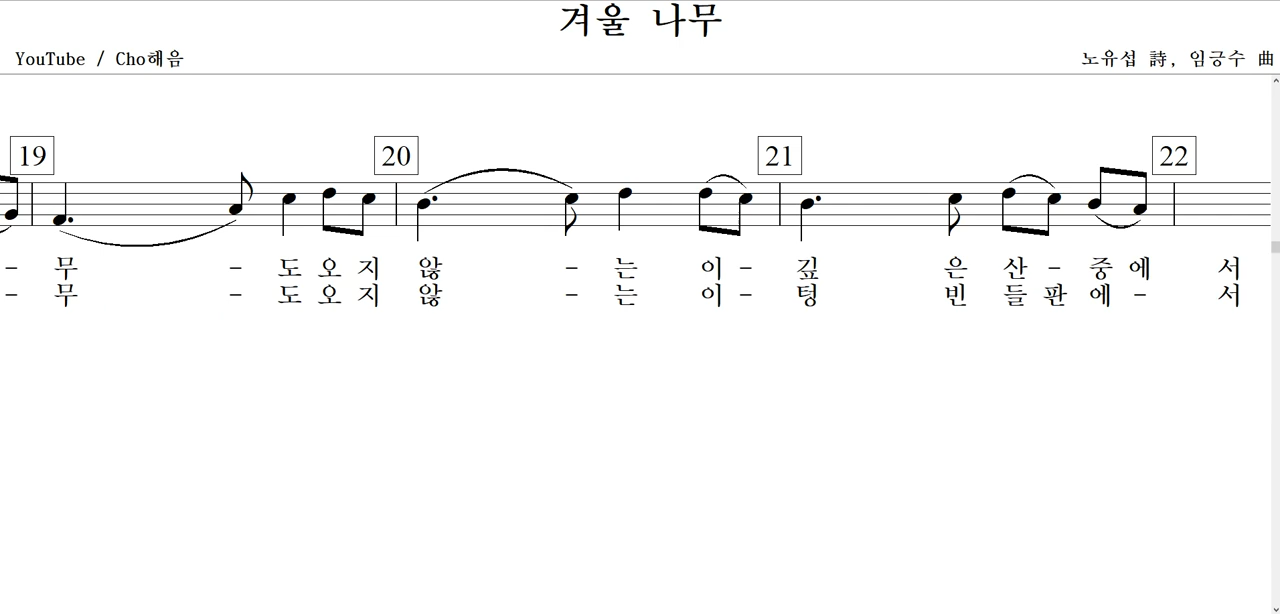 겨울 나무
YouTube / Cho해음
노유섭 詩, 임긍수 曲
19 20 21 22
- 무 - 도 오 지 않 - 는 이 - 깊 은 산 - 중 에 서
- 무 - 도 오 지 않 - 는 이 - 텅 빈 들 판 에 - 서